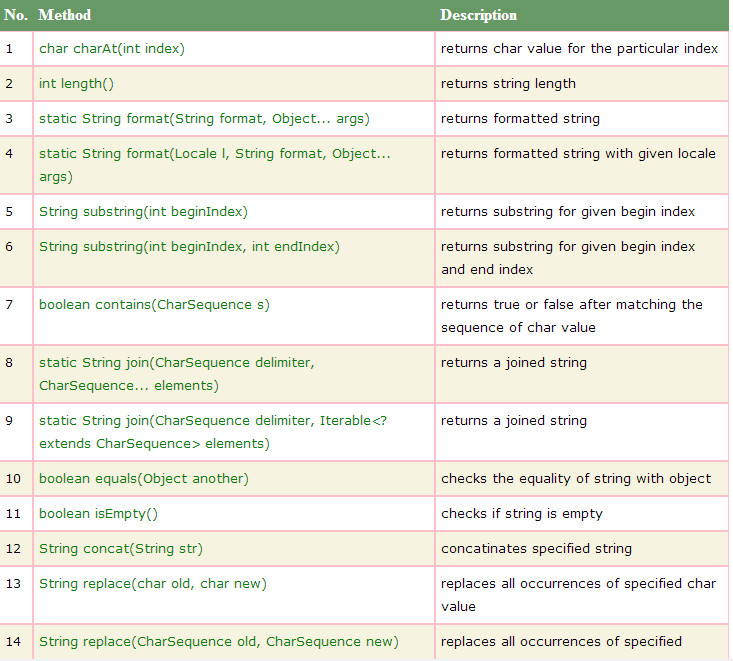 No. Method Description
1 char charAt(int index) returns char value for the particular index
2 int length() returns string length
3 static String format(String format, Object... args) returns formatted string
4 static String format(Locale l, String format, Object... returns formatted string with given locale
args)
5 String substring(int beginIndex) returns substring for given begin index
6 String substring(int beginIndex, int endIndex) returns substring for given begin index
and end index
7 boolean contains(CharSequence s) returns true or false after matching the
sequence of char value
8 static String join(CharSequence delimiter, returns a joined string
CharSequence... elements)
9 static String join(CharSequence delimiter, Iterable<? returns a joined string
extends CharSequence> elements)
10 boolean equals(Object another) checks the equality of string with object
11 boolean isEmpty() checks if string is empty
12 String concat(String str) concatinates specified string
13 String replace(char old, char new) replaces all occurrences of specified char
value
14 String replace(CharSequence old, CharSequence new) replaces all occurrences of specified